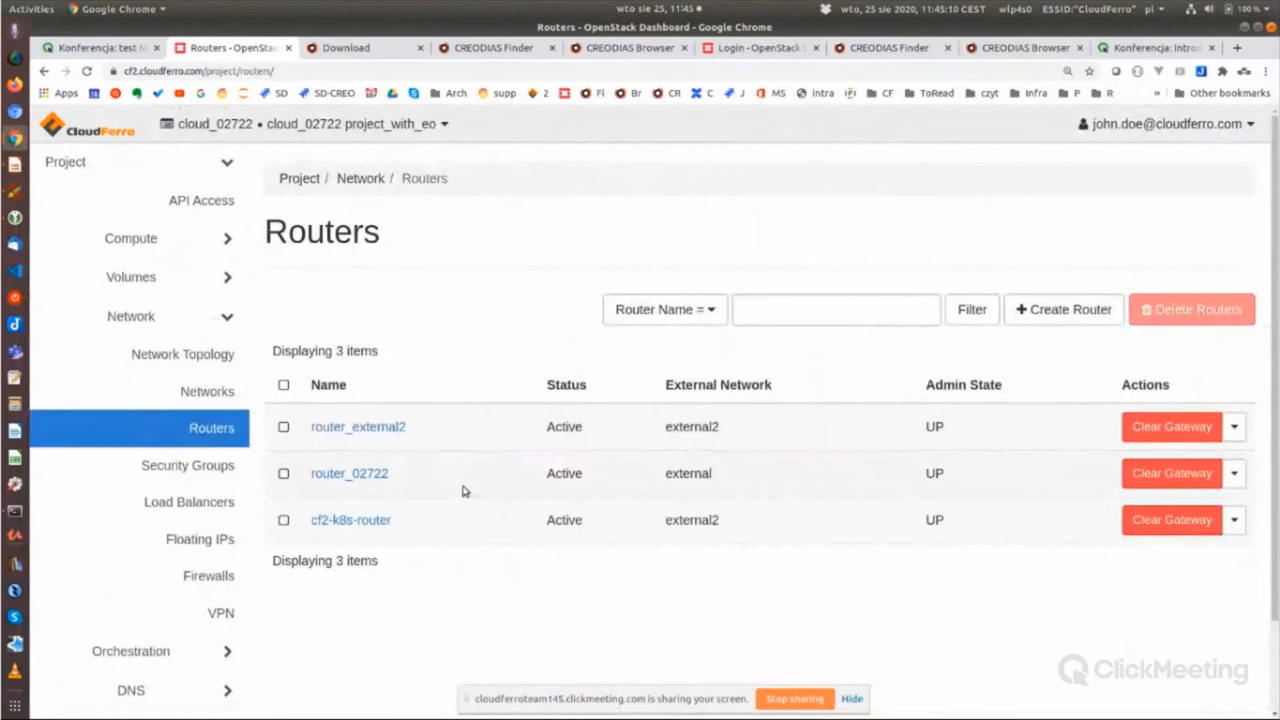 Activities Google Chrome wto sie 25, 11:45 wto, 25 sie 2020, 11:45:10 CEST wlp4s0 ESSID:"CloudFerro" pl 100 %
Routers - OpenStack Dashboard - Google Chrome
Konferencja: test M Routers - OpenStac Download CREODIAS Finder CREODIAS Browser Login - OpenStack CREODIAS Finder CREODIAS Browser Konferencja: Intro
cf2.cloudferro.com/project/routers/
Apps SD SD-CREO Arch supp 2 Fi Br CR C J MS Intra CF ToRead czyt Infra P R » Other bookmarks
CloudFerro cloud_02722 • cloud_02722 project_with_eo john.doe@cloudferro.com
Project
API Access
Compute
Volumes
Network
Network Topology
Networks
Routers
Security Groups
Load Balancers
Floating IPs
Firewalls
VPN
Orchestration
DNS
Project / Network / Routers
Routers
Router Name = Filter + Create Router Delete Routers
Displaying 3 items
Name Status External Network Admin State Actions
router_external2 Active external2 UP Clear Gateway
router_02722 Active external UP Clear Gateway
cf2-k8s-router Active external2 UP Clear Gateway
Displaying 3 items
ClickMeeting
cloudferroteam145.clickmeeting.com is sharing your screen. Stop sharing Hide